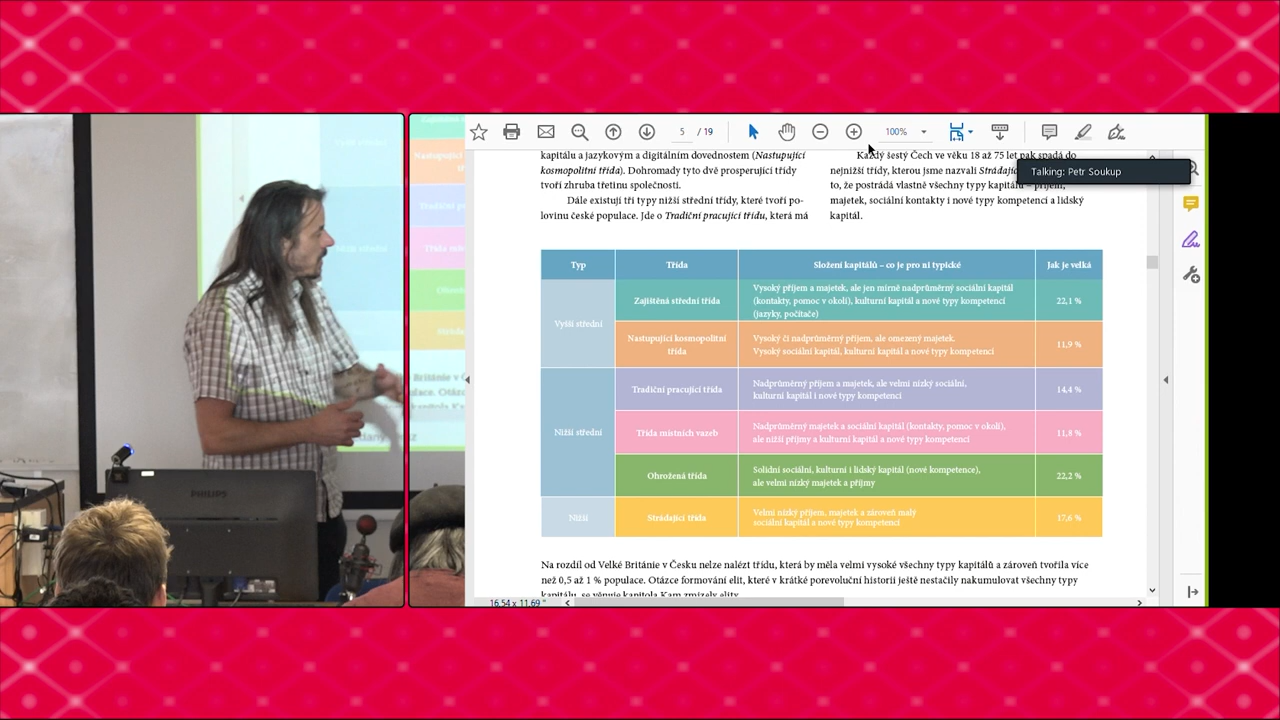 5 / 19
100%
Talking: Petr Soukup
kapitálu a jazykovým a digitálním dovednostem (Nastupující
kosmopolitní třída). Dohromady tyto dvě prosperující třídy
tvoří zhruba třetinu společnosti.
Dále existují tři typy nižší střední třídy, které tvoří po-
lovinu české populace. Jde o Tradiční pracující třídu, která má
Každý šestý Čech ve věku 18 až 75 let pak spadá do
nejnižší třídy, kterou jsme nazvali
to, že postrádá vlastně všechny typy kapitálů – příjem,
majetek, sociální kontakty i nové typy kompetencí a lidský
kapitál.
Typ
Třída
Složení kapitálů – co je pro ni typické
Jak je velká
Vyšší střední
Zajištěná střední třída
Vysoký příjem a majetek, ale jen mírně nadprůměrný sociální kapitál
(kontakty, pomoc v okolí), kulturní kapitál a nové typy kompetencí
(jazyky, počítače)
22,1 %
Nastupující kosmopolitní
třída
Vysoký či nadprůměrný příjem, ale omezený majetek.
Vysoký sociální kapitál, kulturní kapitál a nové typy kompetencí
11,9 %
Nižší střední
Tradiční pracující třída
Nadprůměrný příjem a majetek, ale velmi nízký sociální,
kulturní kapitál i nové typy kompetencí
14,4 %
Třída místních vazeb
Nadprůměrný majetek a sociální kapitál (kontakty, pomoc v okolí),
ale nižší příjmy a kulturní kapitál a nové typy kompetencí
11,8 %
Ohrožená třída
Solidní sociální, kulturní i lidský kapitál (nové kompetence),
ale velmi nízký majetek a příjmy
22,2 %
Nižší
Strádající třída
Velmi nízký příjem, majetek a zároveň malý
sociální kapitál a nové typy kompetencí
17,6 %
Na rozdíl od Velké Británie v Česku nelze nalézt třídu, která by měla velmi vysoké všechny typy kapitálů a zároveň tvořila více
než 0,5 až 1 % populace. Otázce formování elit, které v krátké porevoluční historii ještě nestačily nakumulovat všechny typy
kapitálu, se věnuje kapitola Kam zmizely elity
16,54 x 11,69 "
PHILIPS